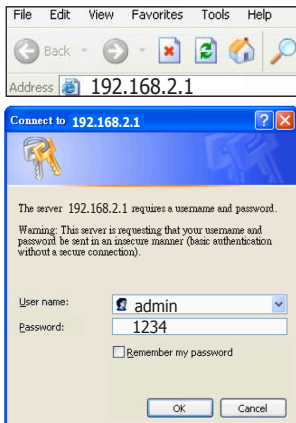 File Edit View Favorites Tools Help
Back
Address 192.168.2.1
Connect to 192.168.2.1
The server 192.168.2.1 requires a username and password.
Warning: This server is requesting that your username and
password be sent in an insecure manner (basic authentication
without a secure connection).
User name: admin
Password: 1234
Remember my password
OK Cancel